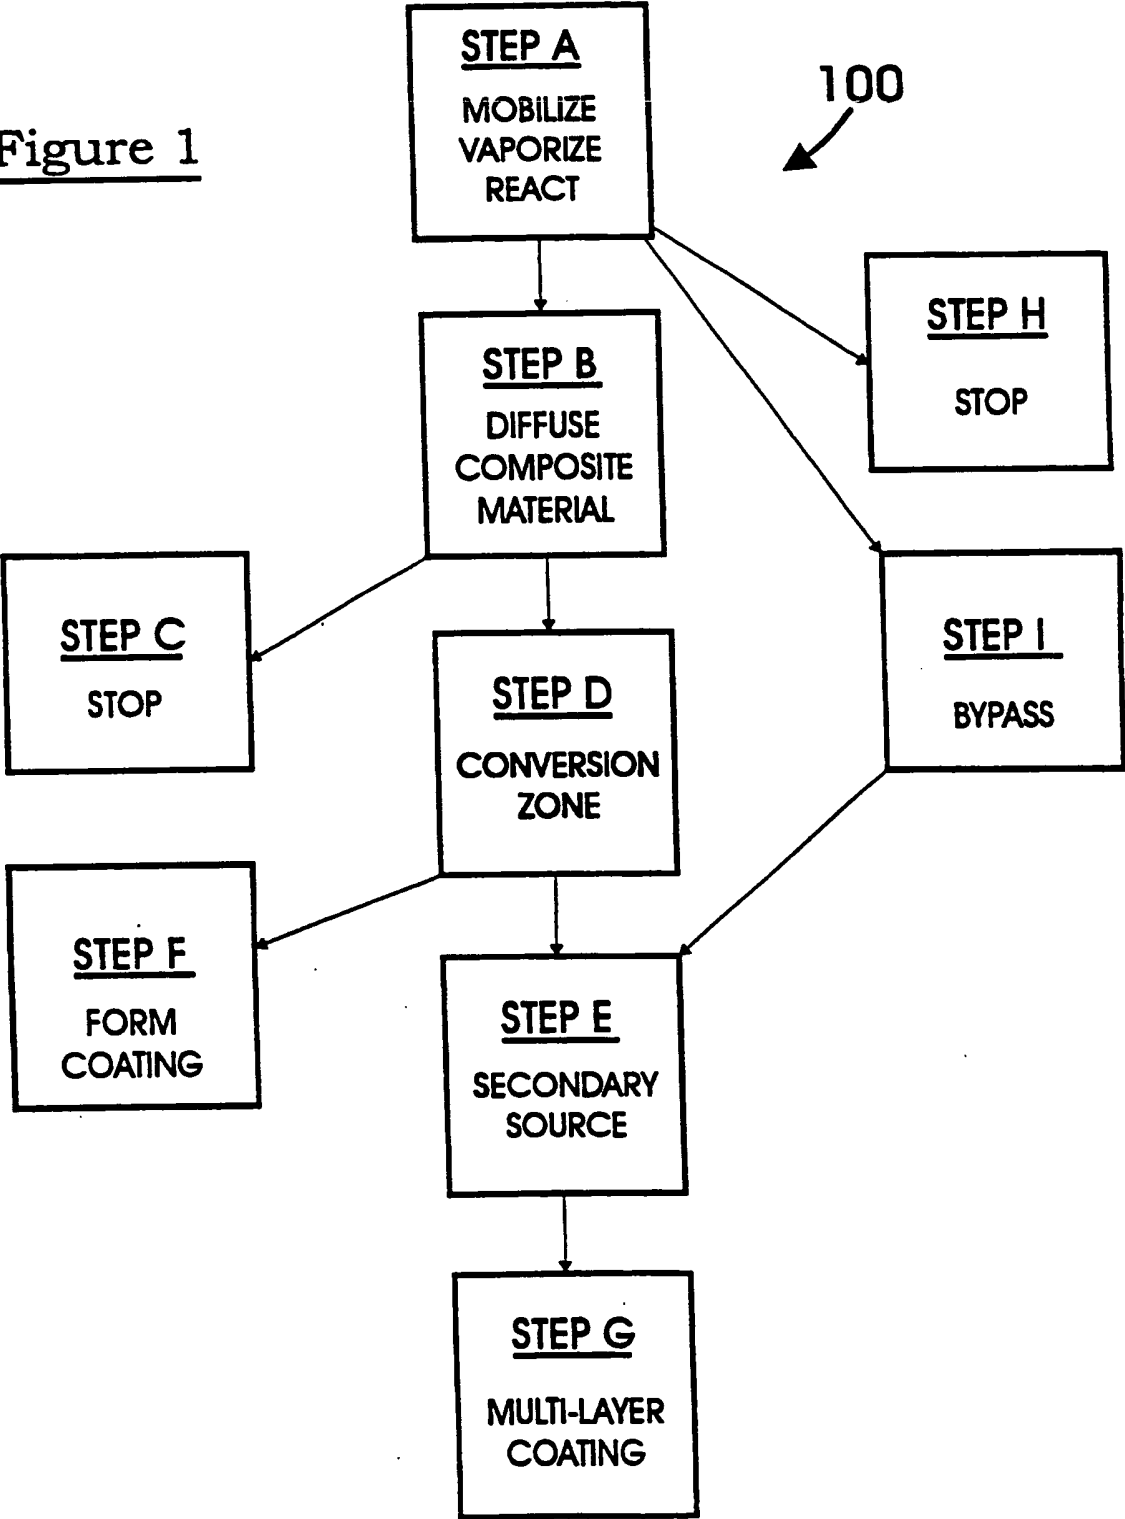 STEP A
MOBILIZE
VAPORIZE
REACT
100
Figure 1
STEP H
STOP
STEP B
DIFFUSE
COMPOSITE
MATERIAL
STEP C
STOP
STEP D
CONVERSION
ZONE
STEP I
BYPASS
STEP F
FORM
COATING
STEP E
SECONDARY
SOURCE
STEP G
MULTI-LAYER
COATING